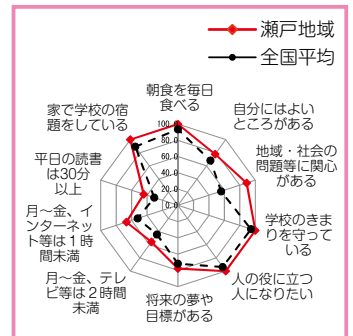 瀬戸地域
全国平均
朝食を毎日
食べる
自分にはよい
ところがある
地域・社会の
問題等に関心
がある
学校のきま
りを守って
いる
人の役に立つ
人になりたい
将来の夢や
目標がある
月~金、テレ
ビ等は2時間
未満
月~金、イン
ターネッ
ト等は1時
間未満
平日の読書
は30分
以上
家で学校の宿
題をしている
100.0
80.0
60.0
40.0
20.0
0.0